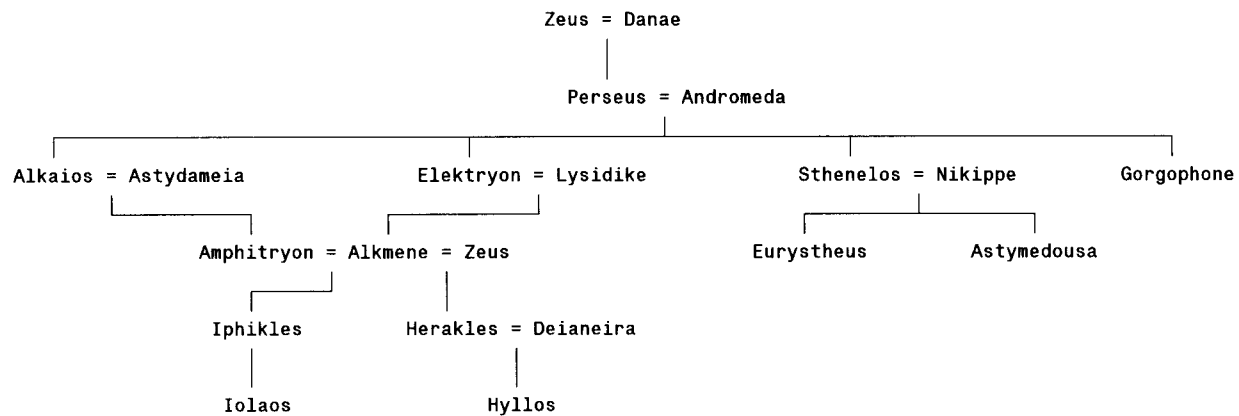 Zeus = Danae
Perseus = Andromeda
Alkaios = Astydameia Elektryon = Lysidike Sthenelos = Nikippe Gorgophone
Amphitryon = Alkmene = Zeus Eurystheus Astymedousa
Iphikles Herakles = Deianeira
Iolaos Hyllos